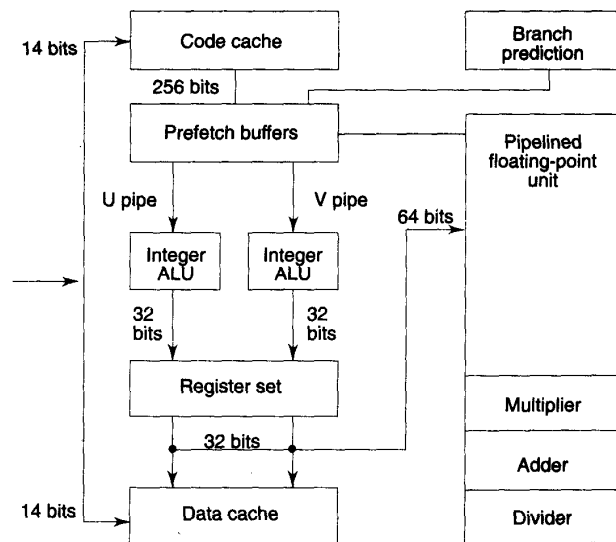 Code cache
Branch
prediction
14 bits
256 bits
Prefetch buffers
Pipelined
floating-point
unit
U pipe
V pipe
64 bits
Integer
ALU
Integer
ALU
32
bits
32
bits
Register set
Multiplier
32 bits
Adder
14 bits
Data cache
Divider